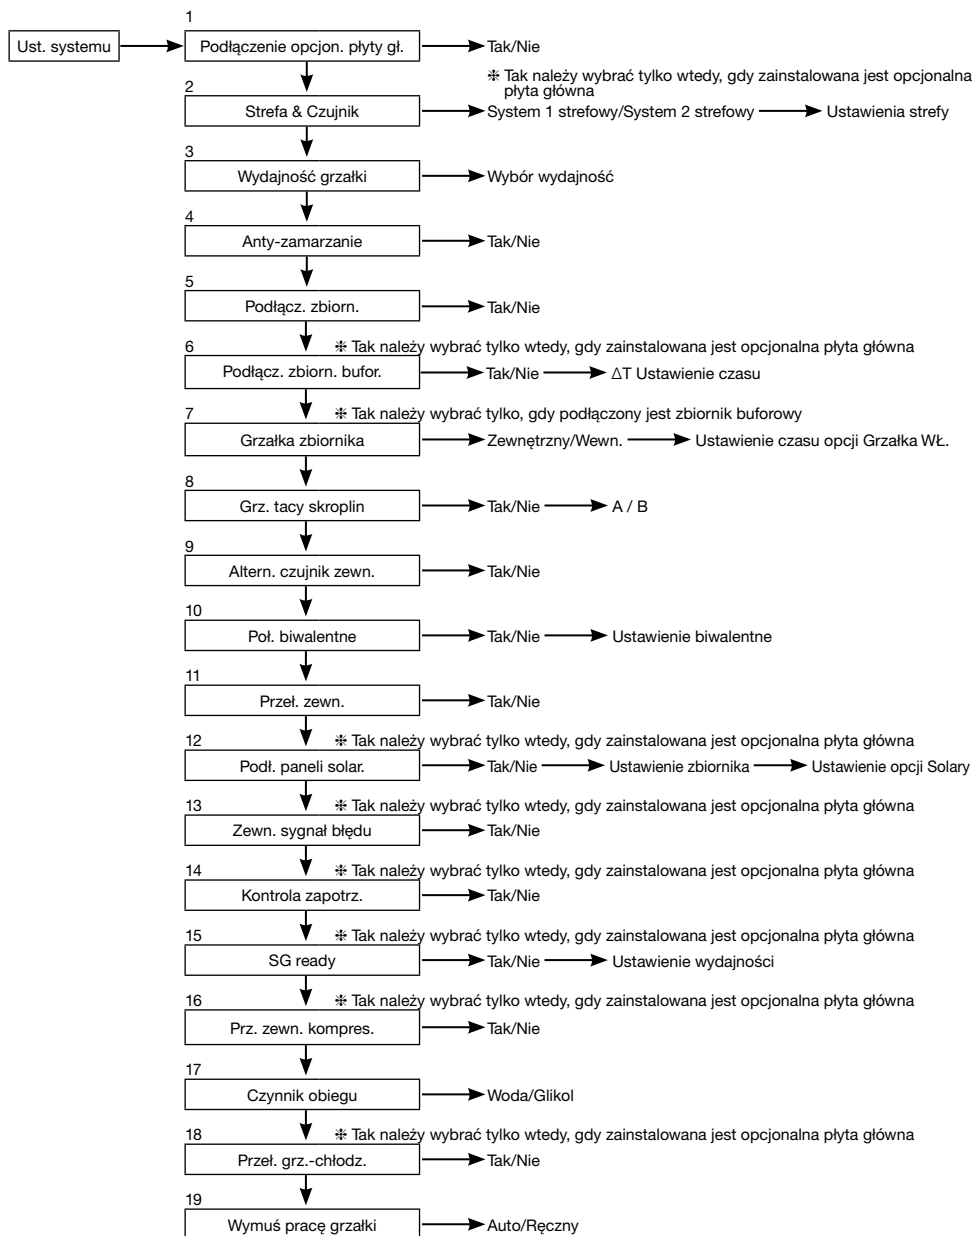 1
Ust. systemu Podłączenie opcjon. płyty gł. Tak/Nie
❈ Tak należy wybrać tylko wtedy, gdy zainstalowana jest opcjonalna
płyta główna
2
Strefa & Czujnik System 1 strefowy/System 2 strefowy Ustawienia strefy
3
Wydajność grzałki Wybór wydajność
4
Anty-zamarzanie Tak/Nie
5
Podłącz. zbiorn. Tak/Nie
6 ❈ Tak należy wybrać tylko wtedy, gdy zainstalowana jest opcjonalna płyta główna
Podłącz. zbiorn. bufor. Tak/Nie ΔT Ustawienie czasu
7 ❈ Tak należy wybrać tylko, gdy podłączony jest zbiornik buforowy
Grzałka zbiornika Zewnętrzny/Wewn. Ustawienie czasu opcji Grzałka WŁ.
8
Grz. tacy skroplin Tak/Nie A / B
9
Altern. czujnik zewn. Tak/Nie
10
Poł. biwalentne Tak/Nie Ustawienie biwalentne
11
Przeł. zewn. Tak/Nie
12 ❈ Tak należy wybrać tylko wtedy, gdy zainstalowana jest opcjonalna płyta główna
Podł. paneli solar. Tak/Nie Ustawienie zbiornika Ustawienie opcji Solary
13 ❈ Tak należy wybrać tylko wtedy, gdy zainstalowana jest opcjonalna płyta główna
Zewn. sygnał błędu Tak/Nie
14 ❈ Tak należy wybrać tylko wtedy, gdy zainstalowana jest opcjonalna płyta główna
Kontrola zapotrz. Tak/Nie
15 ❈ Tak należy wybrać tylko wtedy, gdy zainstalowana jest opcjonalna płyta główna
SG ready Tak/Nie Ustawienie wydajności
16 ❈ Tak należy wybrać tylko wtedy, gdy zainstalowana jest opcjonalna płyta główna
Prz. zewn. kompres. Tak/Nie
17
Czynnik obiegu Woda/Glikol
18 ❈ Tak należy wybrać tylko wtedy, gdy zainstalowana jest opcjonalna płyta główna
Przeł. grz.-chłodz. Tak/Nie
19
Wymuś pracę grzałki Auto/Ręczny